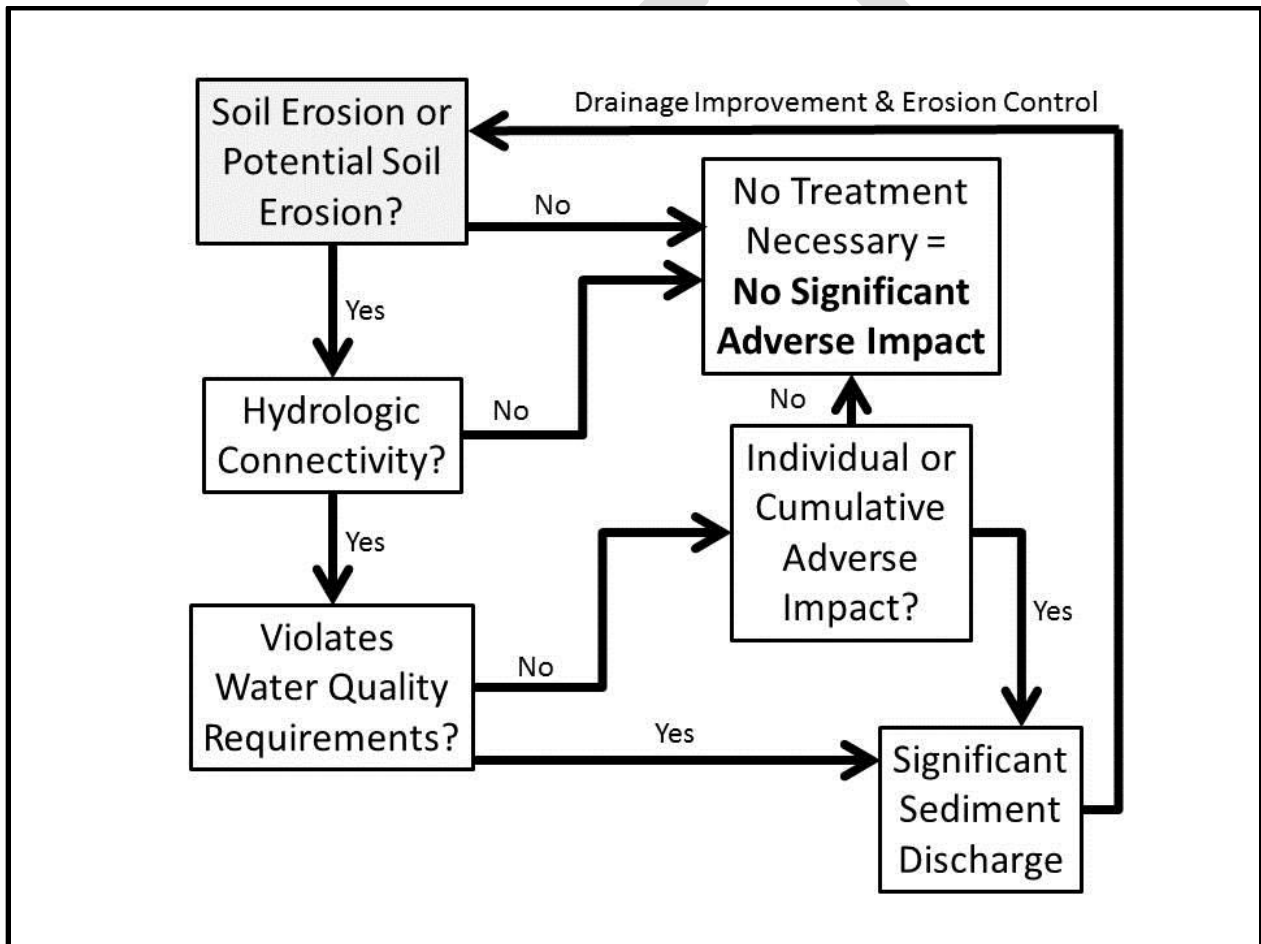 Soil Erosion or
Potential Soil
Erosion?
Drainage Improvement & Erosion Control
No
No Treatment
Necessary =
No Significant
Adverse Impact
Yes
Hydrologic
Connectivity?
No
No
Individual or
Cumulative
Adverse
Impact?
Yes
Yes
Violates
Water Quality
Requirements?
No
Yes
Significant
Sediment
Discharge